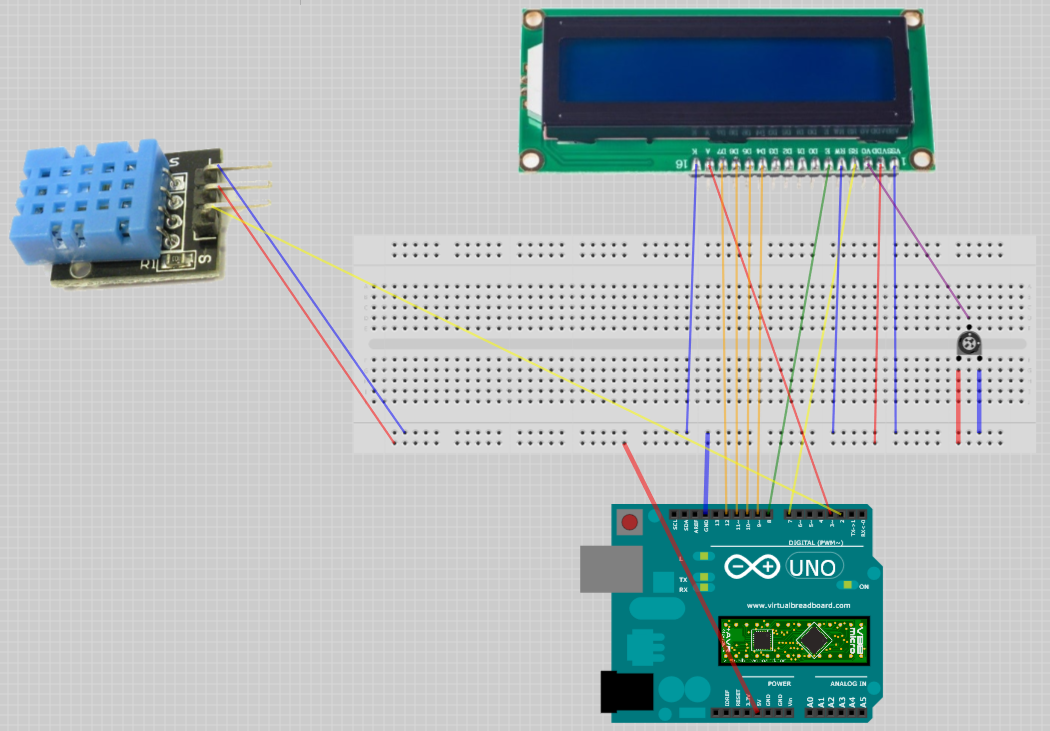 K A D7 D6 D5 D4 D3 D2 D1 D0 E RW RS VO VDD VSS
16
1
S
R1
S
SCL
SDA
AREF
GND
13
12
11~
10~
9~
8
7
6~
5~
4
3~
2
TX→1
RX←0
DIGITAL (PWM~)
L
TX
RX
UNO
ON
www.virtualbreadboard.com
POWER
ANALOG IN
IOREF
RESET
5V
GND
GND
Vin
A0
A1
A2
A3
A4
A5